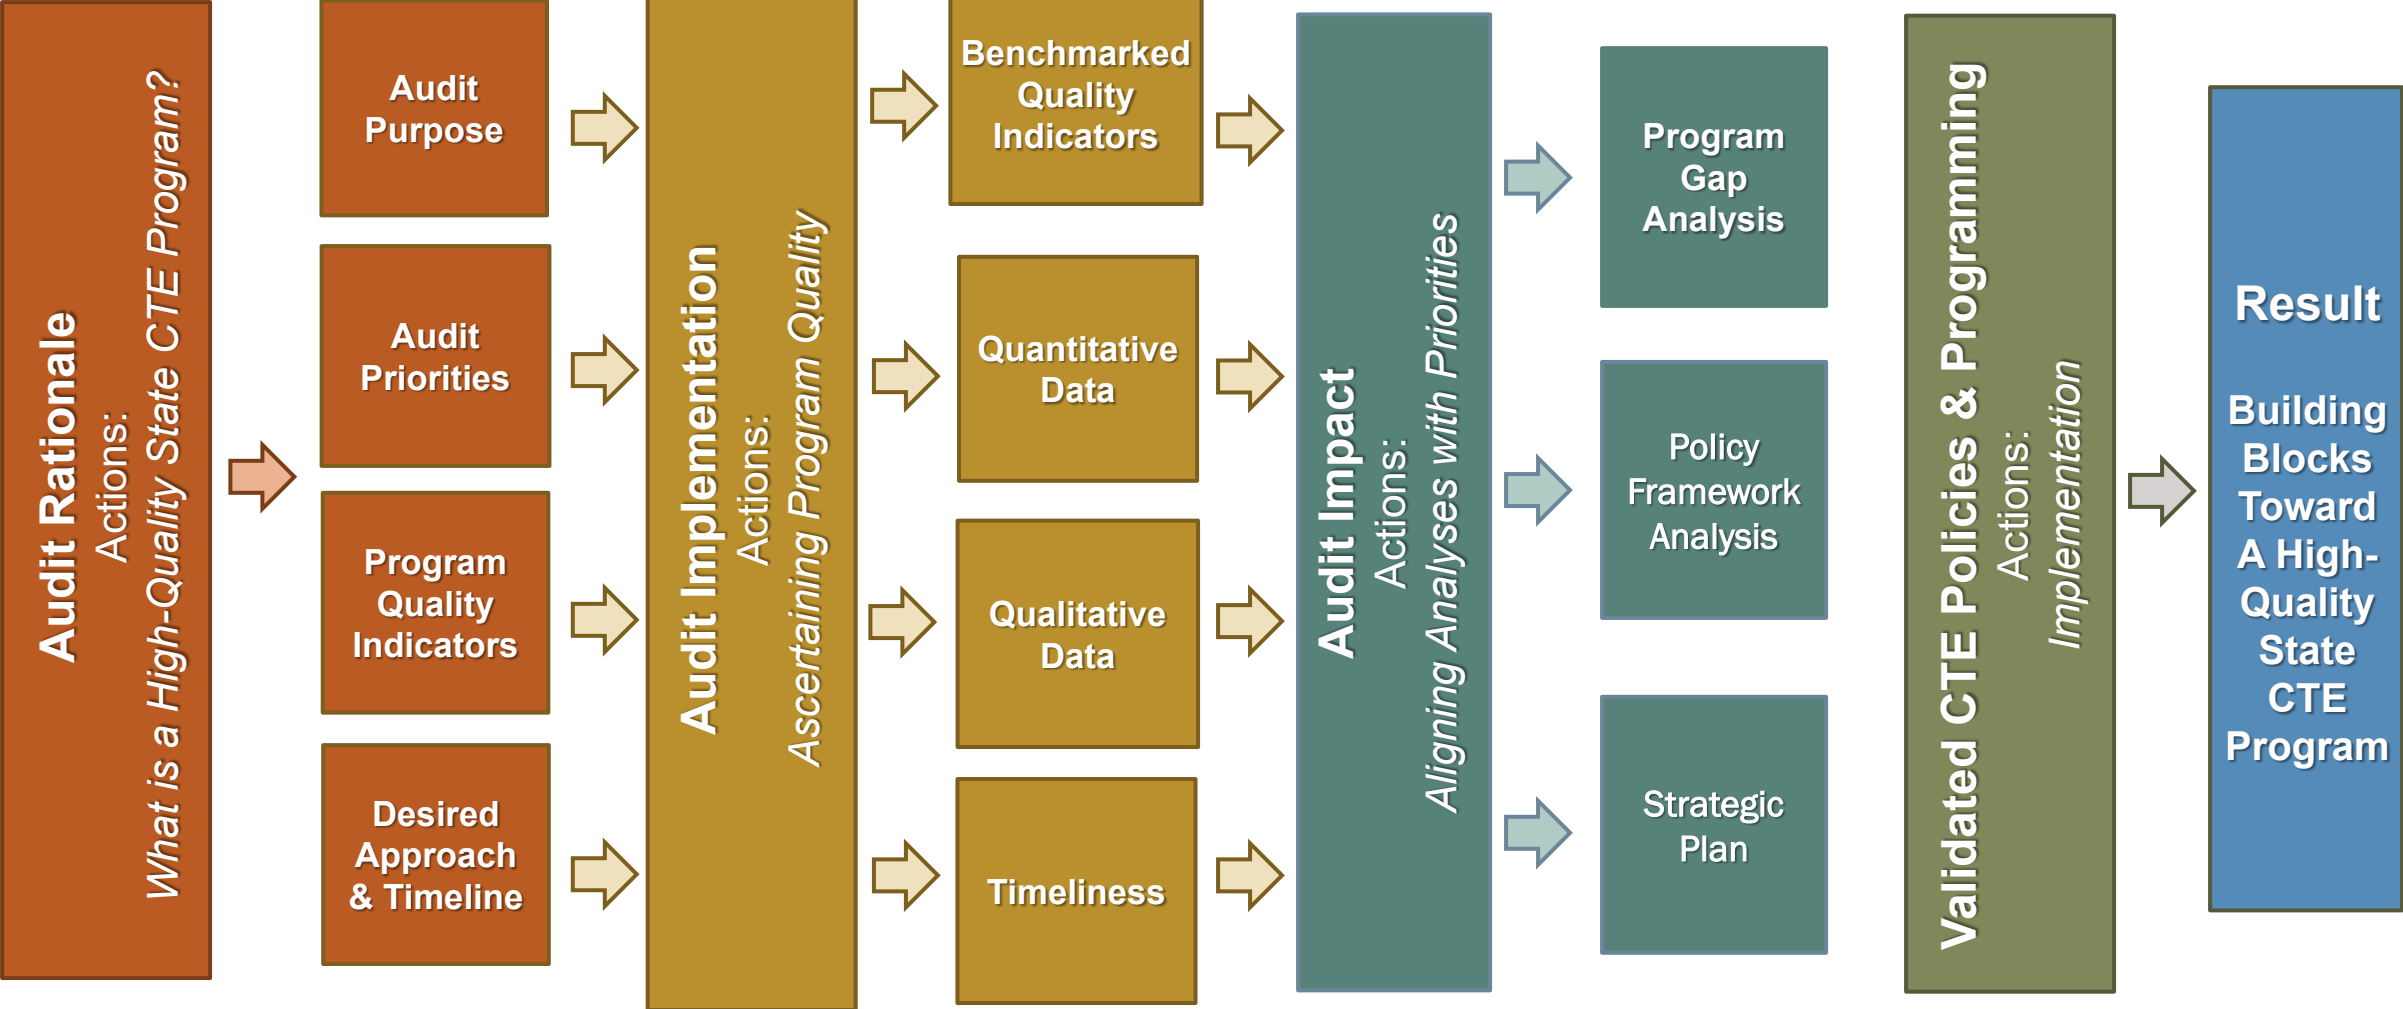 Audit Rationale
Actions:
What is a High-Quality State CTE Program?
Audit
Purpose
Audit
Priorities
Program
Quality
Indicators
Desired
Approach
& Timeline
Audit Implementation
Actions:
Ascertaining Program Quality
Benchmarked
Quality
Indicators
Quantitative
Data
Qualitative
Data
Timeliness
Audit Impact
Actions:
Aligning Analyses with Priorities
Program
Gap
Analysis
Policy
Framework
Analysis
Strategic
Plan
Validated CTE Policies & Programming
Actions:
Implementation
Result
Building
Blocks
Toward
A High-
Quality
State
CTE
Program